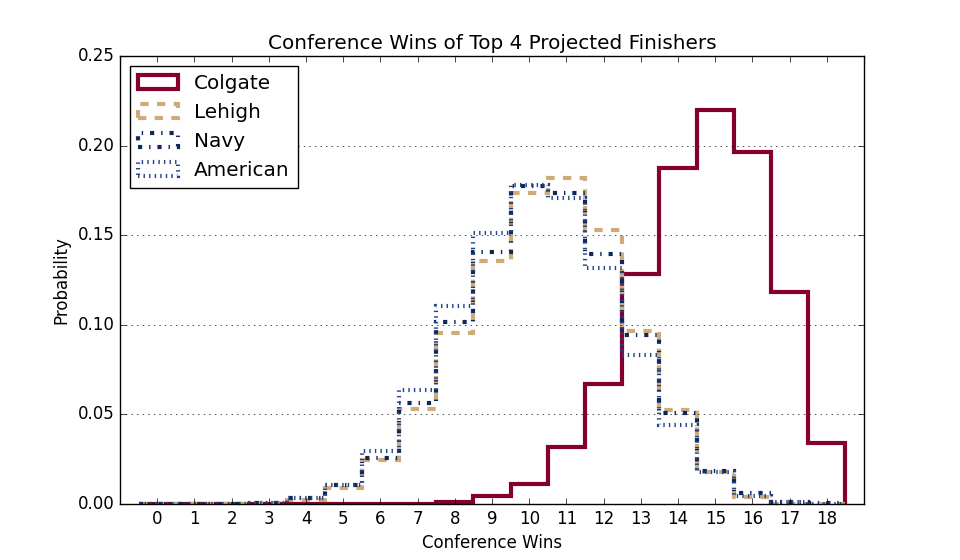 Conference Wins of Top 4 Projected Finishers
0.25
0.20
0.15
0.10
0.05
0.00
Probability
Colgate
Lehigh
Navy
American
0 1 2 3 4 5 6 7 8 9 10 11 12 13 14 15 16 17 18
Conference Wins